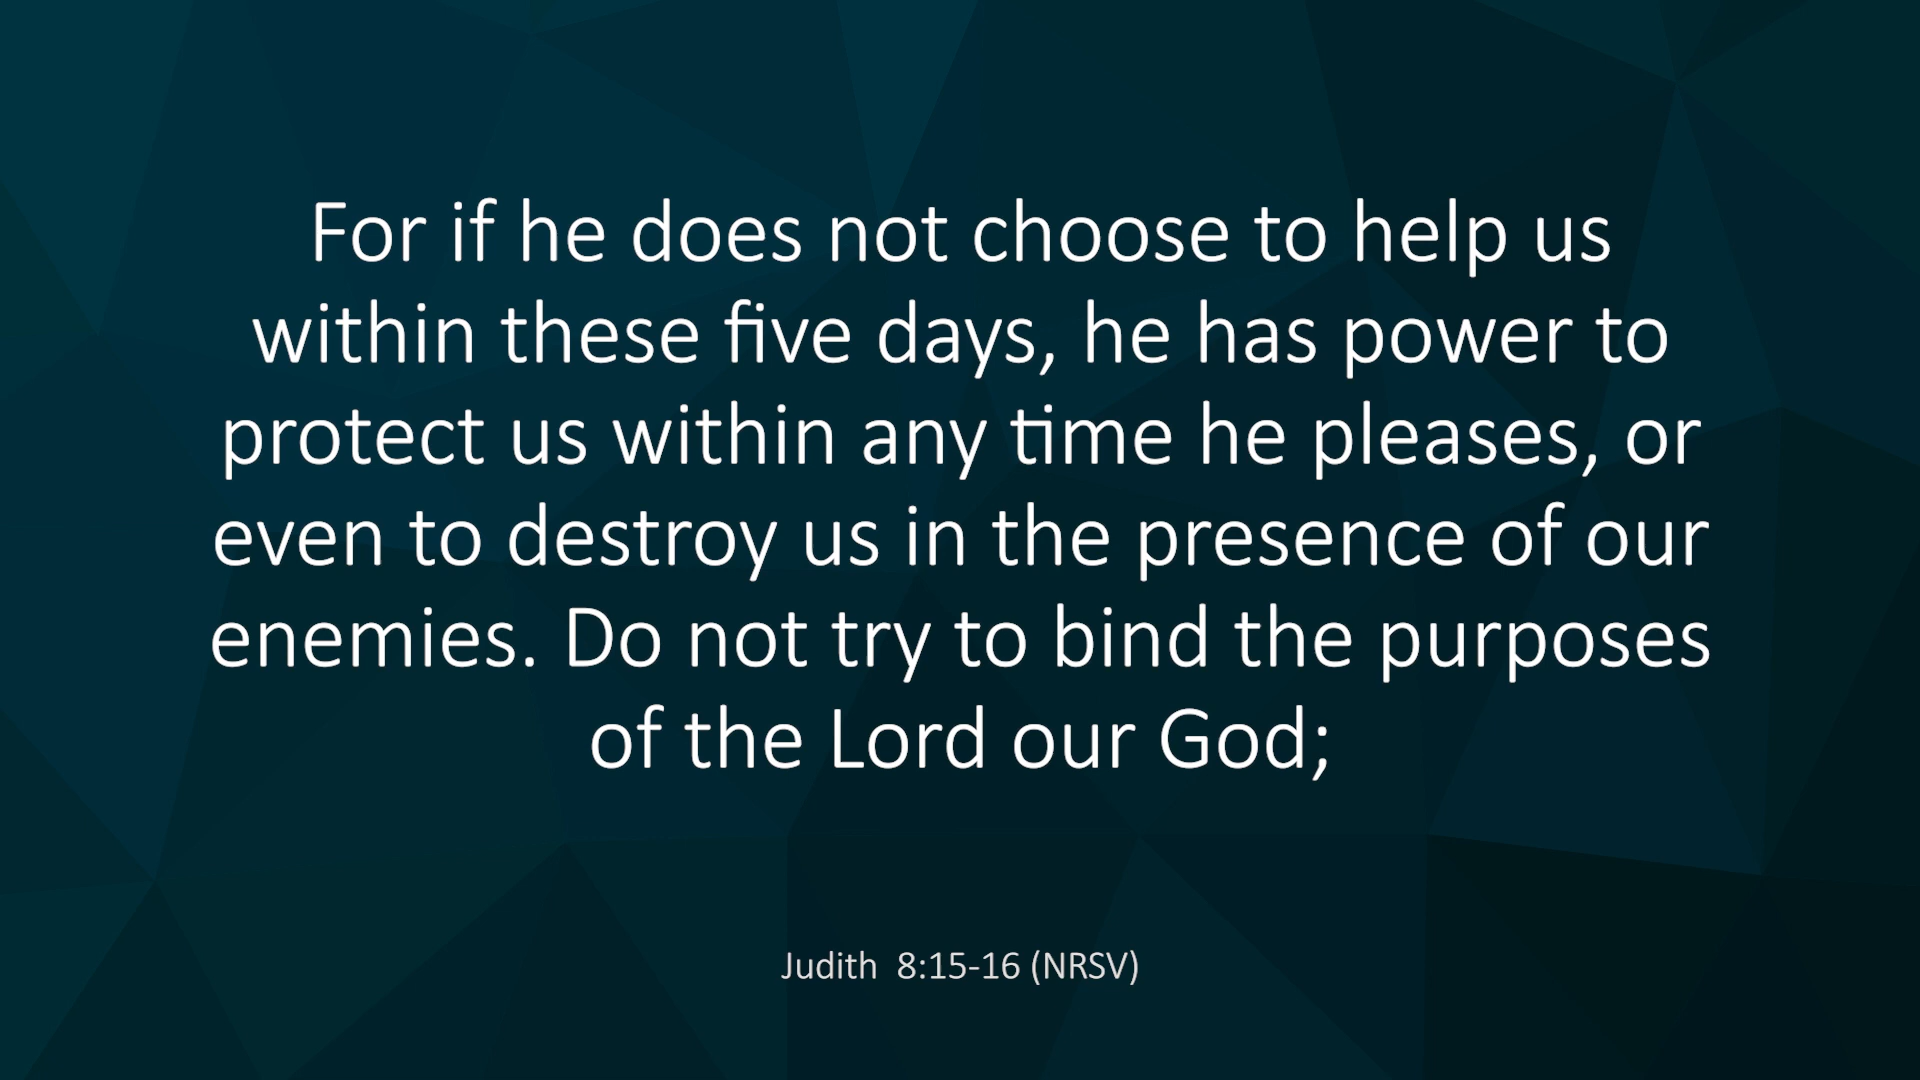 For if he does not choose to help us
within these five days, he has power to
protect us within any time he pleases, or
even to destroy us in the presence of our
enemies. Do not try to bind the purposes
of the Lord our God;
Judith  8:15-16 (NRSV)